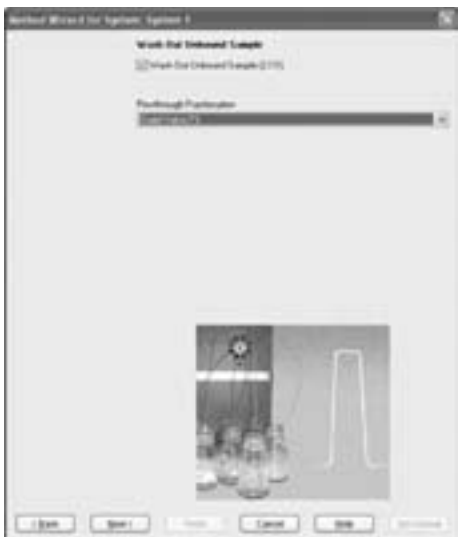 Method Wizard for System: System 1
Wash Out Unbound Sample
Wash Out Unbound Sample
Flowthrough Fractionation
< Back Next > Finish Cancel Help